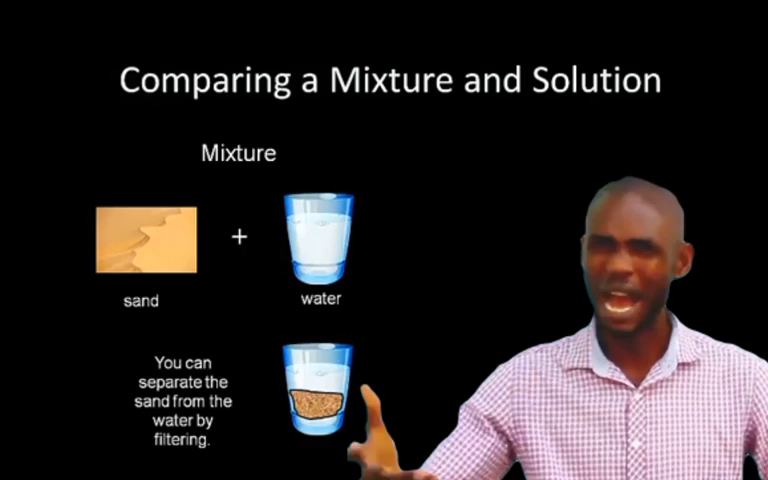 Comparing a Mixture and Solution
Mixture
+
sand
water
You can
separate the
sand from the
water by
filtering.